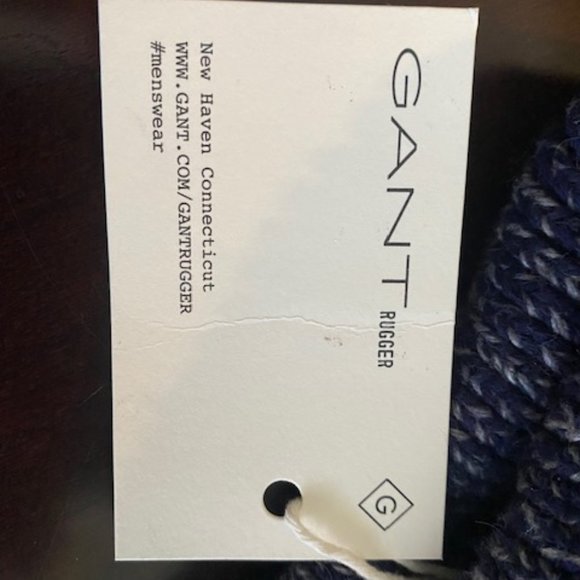 GANT RUGGER
G
New Haven Connecticut
WWW.GANT.COM/GANTRUGGER
#menswear